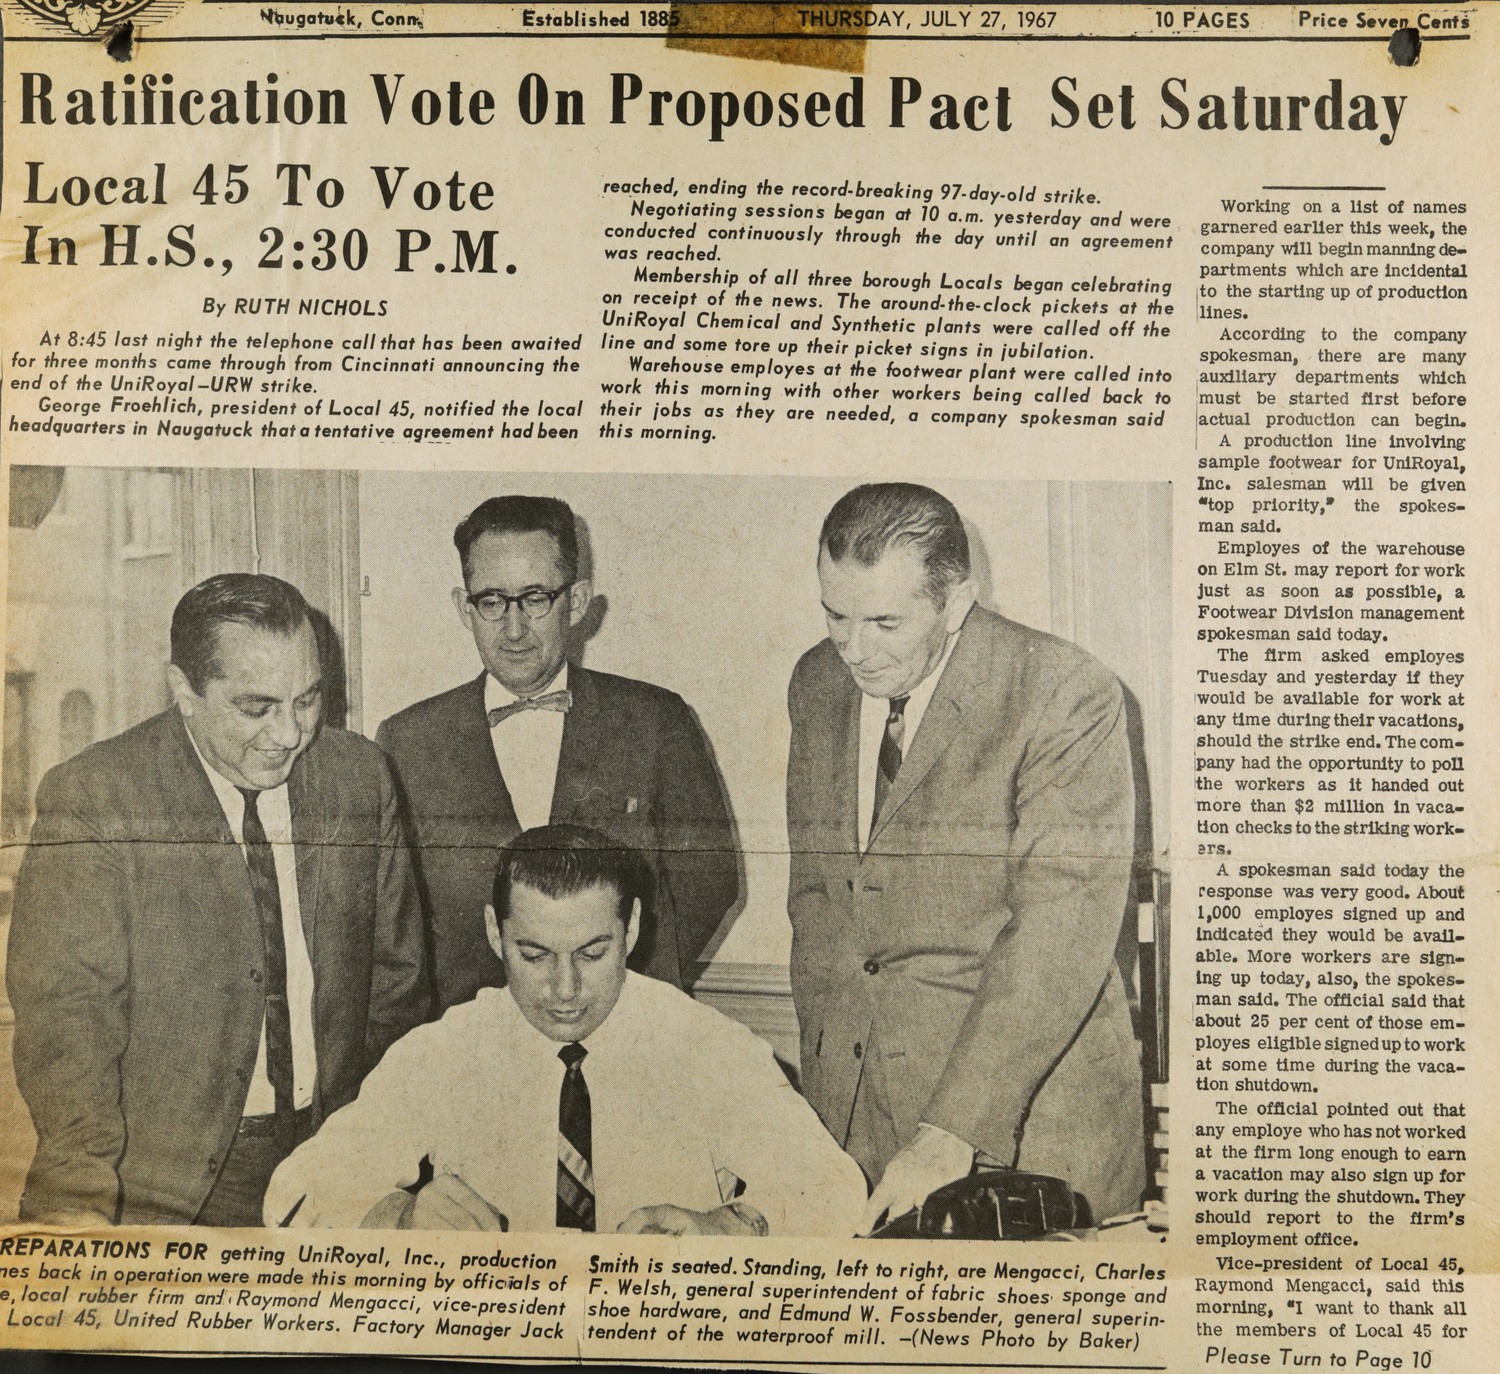 Naugatuck, Conn. Established 1885 THURSDAY, JULY 27, 1967 10 PAGES Price Seven Cents
Ratification Vote On Proposed Pact Set Saturday
Local 45 To Vote
In H.S., 2:30 P.M.
By RUTH NICHOLS
At 8:45 last night the telephone call that has been awaited
for three months came through from Cincinnati announcing the
end of the UniRoyal-URW strike.
George Froehlich, president of Local 45, notified the local
headquarters in Naugatuck that a tentative agreement had been
reached, ending the record-breaking 97-day-old strike.
Negotiating sessions began at 10 a.m. yesterday and were
conducted continuously through the day until an agreement
was reached.
Membership of all three borough Locals began celebrating
on receipt of the news. The around-the-clock pickets at the
UniRoyal Chemical and Synthetic plants were called off the
line and some tore up their picket signs in jubilation.
Warehouse employes at the footwear plant were called into
work this morning with other workers being called back to
their jobs as they are needed, a company spokesman said
this morning.
Working on a list of names
garnered earlier this week, the
company will begin manning de-
partments which are incidental
to the starting up of production
lines.
According to the company
spokesman, there are many
auxiliary departments which
must be started first before
actual production can begin.
A production line involving
sample footwear for UniRoyal,
Inc. salesman will be given
"top priority," the spokes-
man said.
Employes of the warehouse
on Elm St. may report for work
just as soon as possible, a
Footwear Division management
spokesman said today.
The firm asked employes
Tuesday and yesterday if they
would be available for work at
any time during their vacations,
should the strike end. The com-
pany had the opportunity to poll
the workers as it handed out
more than $2 million in vaca-
tion checks to the striking work-
ers.
A spokesman said today the
response was very good. About
1,000 employes signed up and
indicated they would be avail-
able. More workers are sign-
ing up today, also, the spokes-
man said. The official said that
about 25 per cent of those em-
ployes eligible signed up to work
at some time during the vaca-
tion shutdown.
The official pointed out that
any employe who has not worked
at the firm long enough to earn
a vacation may also sign up for
work during the shutdown. They
should report to the firm's
employment office.
Vice-president of Local 45,
Raymond Mengacci, said this
morning, "I want to thank all
the members of Local 45 for
Please Turn to Page 10
REPARATIONS FOR getting UniRoyal, Inc., production
nes back in operation were made this morning by officials of
e, local rubber firm and Raymond Mengacci, vice-president
Local 45, United Rubber Workers. Factory Manager Jack
Smith is seated. Standing, left to right, are Mengacci, Charles
F. Welsh, general superintendent of fabric shoes sponge and
shoe hardware, and Edmund W. Fossbender, general superin-
tendent of the waterproof mill. -(News Photo by Baker)